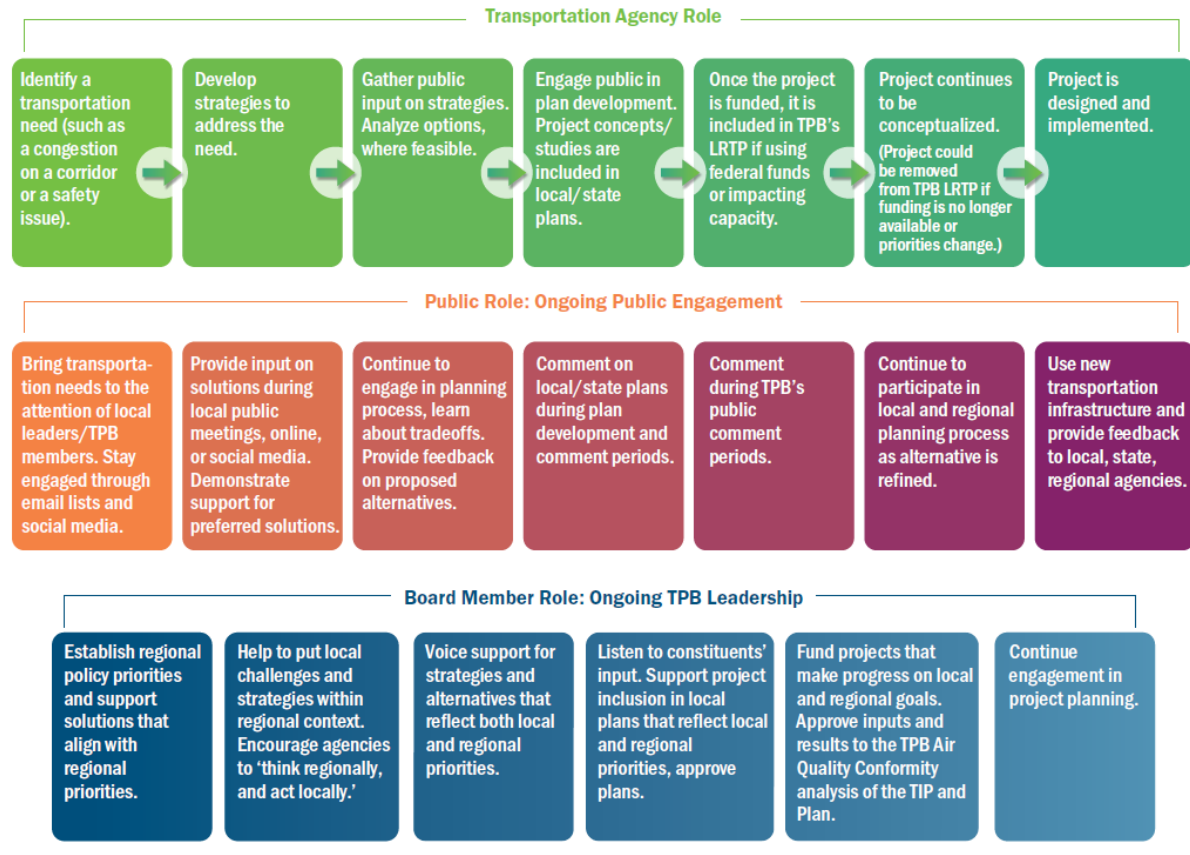 Transportation Agency Role
Identify a
transportation
need (such as
a congestion
on a corridor
or a safety
issue).
Develop
strategies to
address the
need.
Gather public
input on strategies.
Analyze options,
where feasible.
Engage public in
plan development.
Project concepts/
studies are
included in
local/state
plans.
Once the project
is funded, it is
included in TPB's
LRTP if using
federal funds
or impacting
capacity.
Project continues
to be
conceptualized.
(Project could
be removed
from TPB LRTP if
funding is no longer
available or
priorities change.)
Project is
designed and
implemented.
Public Role: Ongoing Public Engagement
Bring transporta-
tion needs to the
attention of local
leaders/TPB
members. Stay
engaged through
email lists and
social media.
Provide input on
solutions during
local public
meetings, online,
or social media.
Demonstrate
support for
preferred solutions.
Continue to
engage in planning
process, learn
about tradeoffs.
Provide feedback
on proposed
alternatives.
Comment on
local/state plans
during plan
development and
comment periods.
Comment
during TPB's
public
comment
periods.
Continue to
participate in
local and regional
planning process
as alternative is
refined.
Use new
transportation
infrastructure and
provide feedback
to local, state,
regional agencies.
Board Member Role: Ongoing TPB Leadership
Establish regional
policy priorities
and support
solutions that
align with
regional
priorities.
Help to put local
challenges and
strategies within
regional context.
Encourage agencies
to ‘think regionally,
and act locally.’
Voice support for
strategies and
alternatives that
reflect both local
and regional
priorities.
Listen to constituents’
input. Support project
inclusion in local
plans that reflect local
and regional
priorities, approve
plans.
Fund projects that
make progress on local
and regional goals.
Approve inputs and
results to the TPB Air
Quality Conformity
analysis of the TIP and
Plan.
Continue
engagement in
project planning.